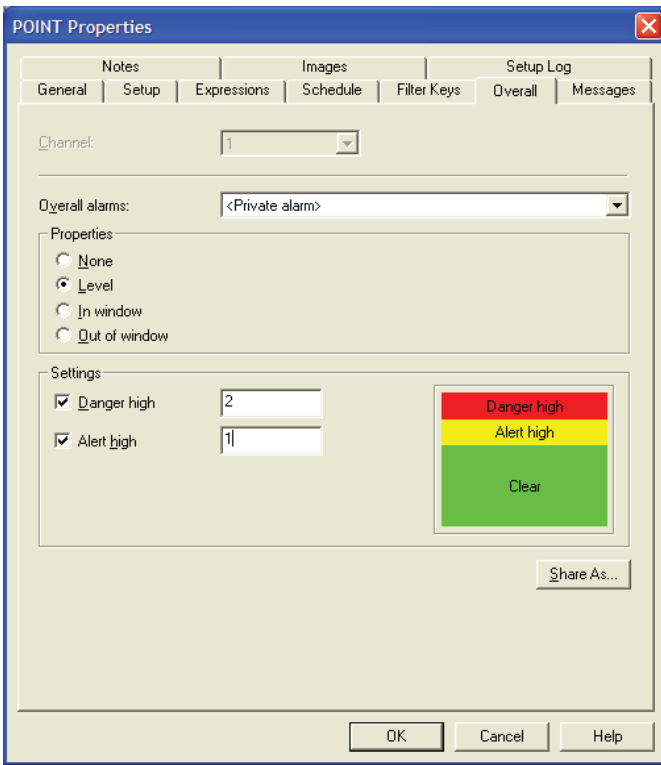 POINT Properties
Notes Images Setup Log
General Setup Expressions Schedule Filter Keys Overall Messages
Channel: 1
Overall alarms: <Private alarm>
Properties
None
Level
In window
Out of window
Settings
Danger high 2
Alert high 1
Danger high
Alert high
Clear
Share As...
OK Cancel Help